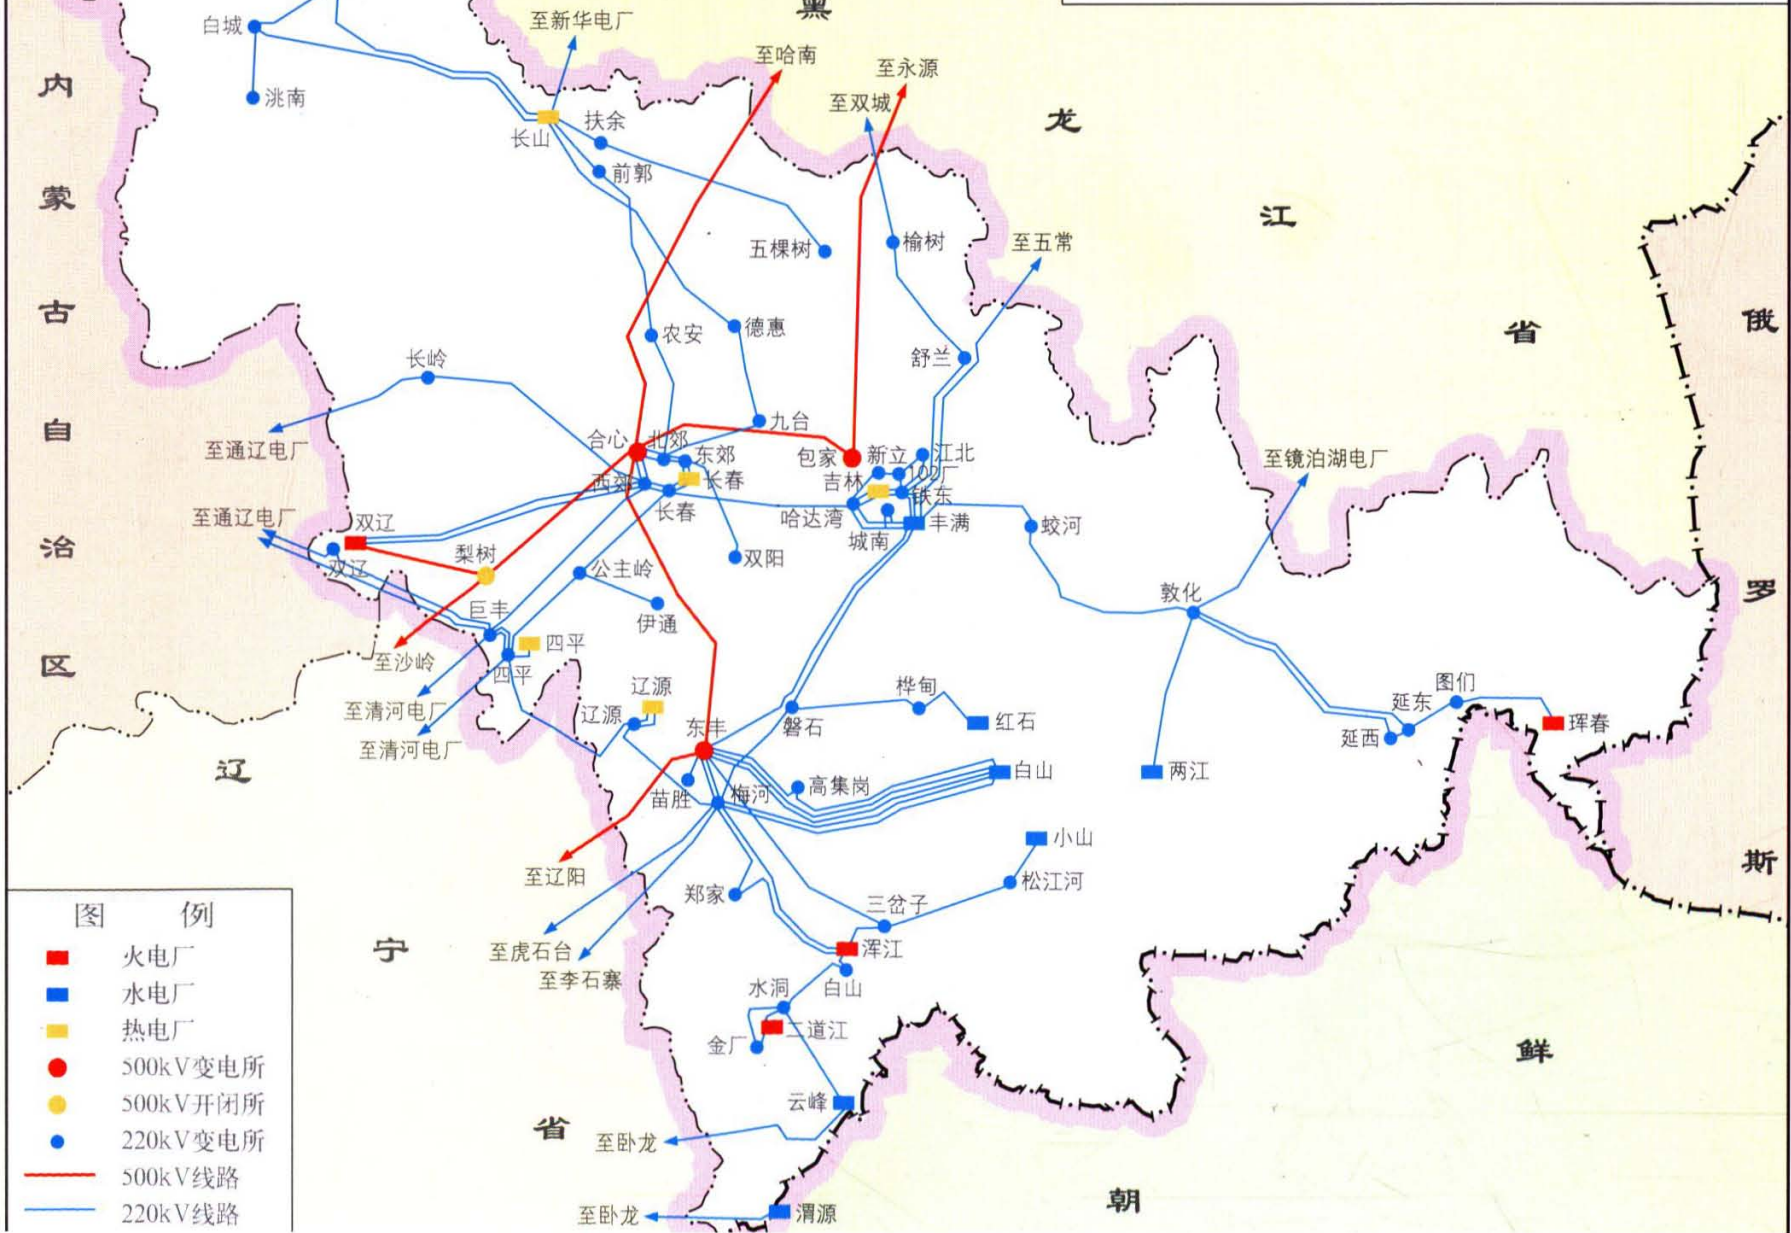 黑
龙
江
省
内
蒙
古
自
治
区
俄
罗
斯
辽
宁
省
朝
鲜
白城
洮南
至新华电厂
长山
扶余
前郭
至哈南
至永源
至双城
五棵树
榆树
至五常
农安
德惠
舒兰
长岭
至通辽电厂
九台
合心
北郊
东郊
长春
西郊
长春
包家
新立
江北
吉林
102厂
铁东
哈达湾
城南
丰满
蛟河
至镜泊湖电厂
至通辽电厂
双辽
双辽
梨树
双阳
公主岭
伊通
巨丰
四平
四平
至沙岭
至清河电厂
至清河电厂
敦化
辽源
辽源
东丰
磐石
桦甸
红石
白山
两江
延东
延西
图们
珲春
苗胜
梅河
高集岗
小山
松江河
至辽阳
郑家
三岔子
浑江
白山
至虎石台
至李石寨
水洞
二道江
金厂
云峰
至卧龙
至卧龙
渭源
图 例
火电厂
水电厂
热电厂
500kV变电所
500kV开闭所
220kV变电所
500kV线路
220kV线路